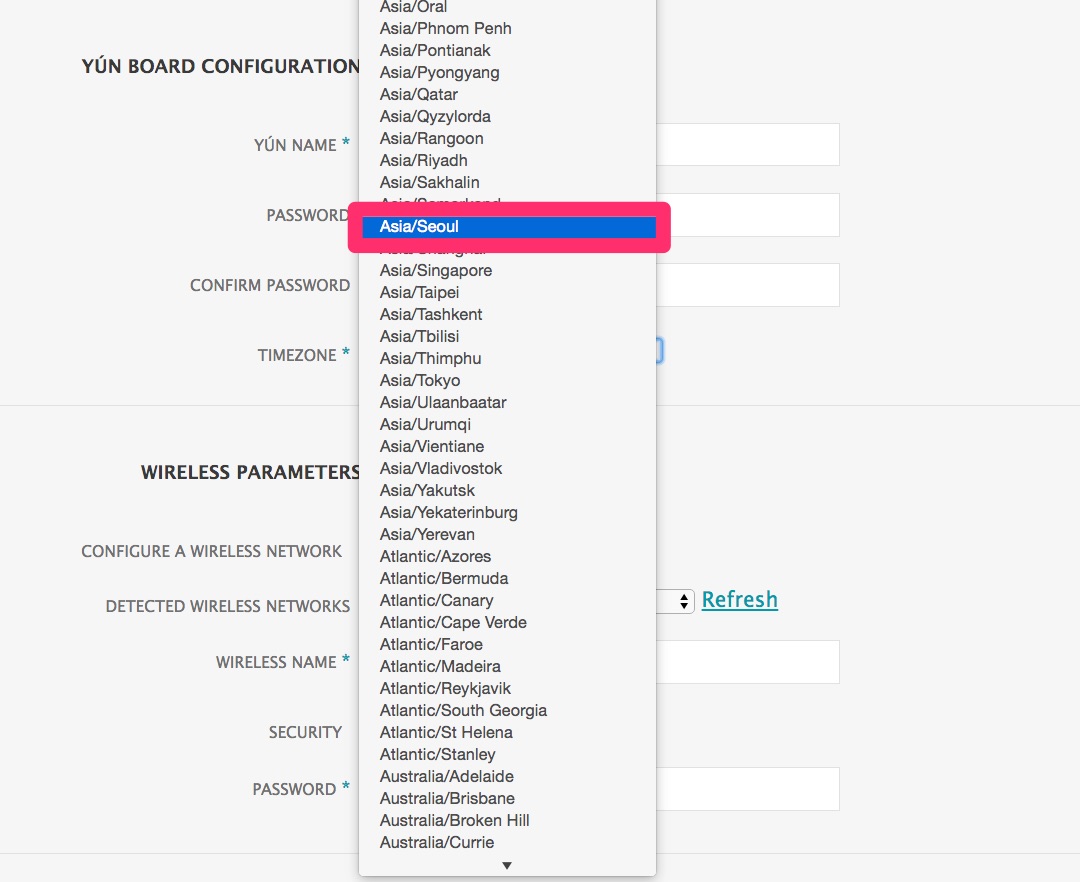 YÚN BOARD CONFIGURATION
YÚN NAME *
PASSWORD
CONFIRM PASSWORD
TIMEZONE *
WIRELESS PARAMETERS
CONFIGURE A WIRELESS NETWORK
DETECTED WIRELESS NETWORKS
Refresh
WIRELESS NAME *
SECURITY
PASSWORD *
Asia/Oral
Asia/Phnom Penh
Asia/Pontianak
Asia/Pyongyang
Asia/Qatar
Asia/Qyzylorda
Asia/Rangoon
Asia/Riyadh
Asia/Sakhalin
Asia/Samarkand
Asia/Seoul
Asia/Shanghai
Asia/Singapore
Asia/Taipei
Asia/Tashkent
Asia/Tbilisi
Asia/Thimphu
Asia/Tokyo
Asia/Ulaanbaatar
Asia/Urumqi
Asia/Vientiane
Asia/Vladivostok
Asia/Yakutsk
Asia/Yekaterinburg
Asia/Yerevan
Atlantic/Azores
Atlantic/Bermuda
Atlantic/Canary
Atlantic/Cape Verde
Atlantic/Faroe
Atlantic/Madeira
Atlantic/Reykjavik
Atlantic/South Georgia
Atlantic/St Helena
Atlantic/Stanley
Australia/Adelaide
Australia/Brisbane
Australia/Broken Hill
Australia/Currie